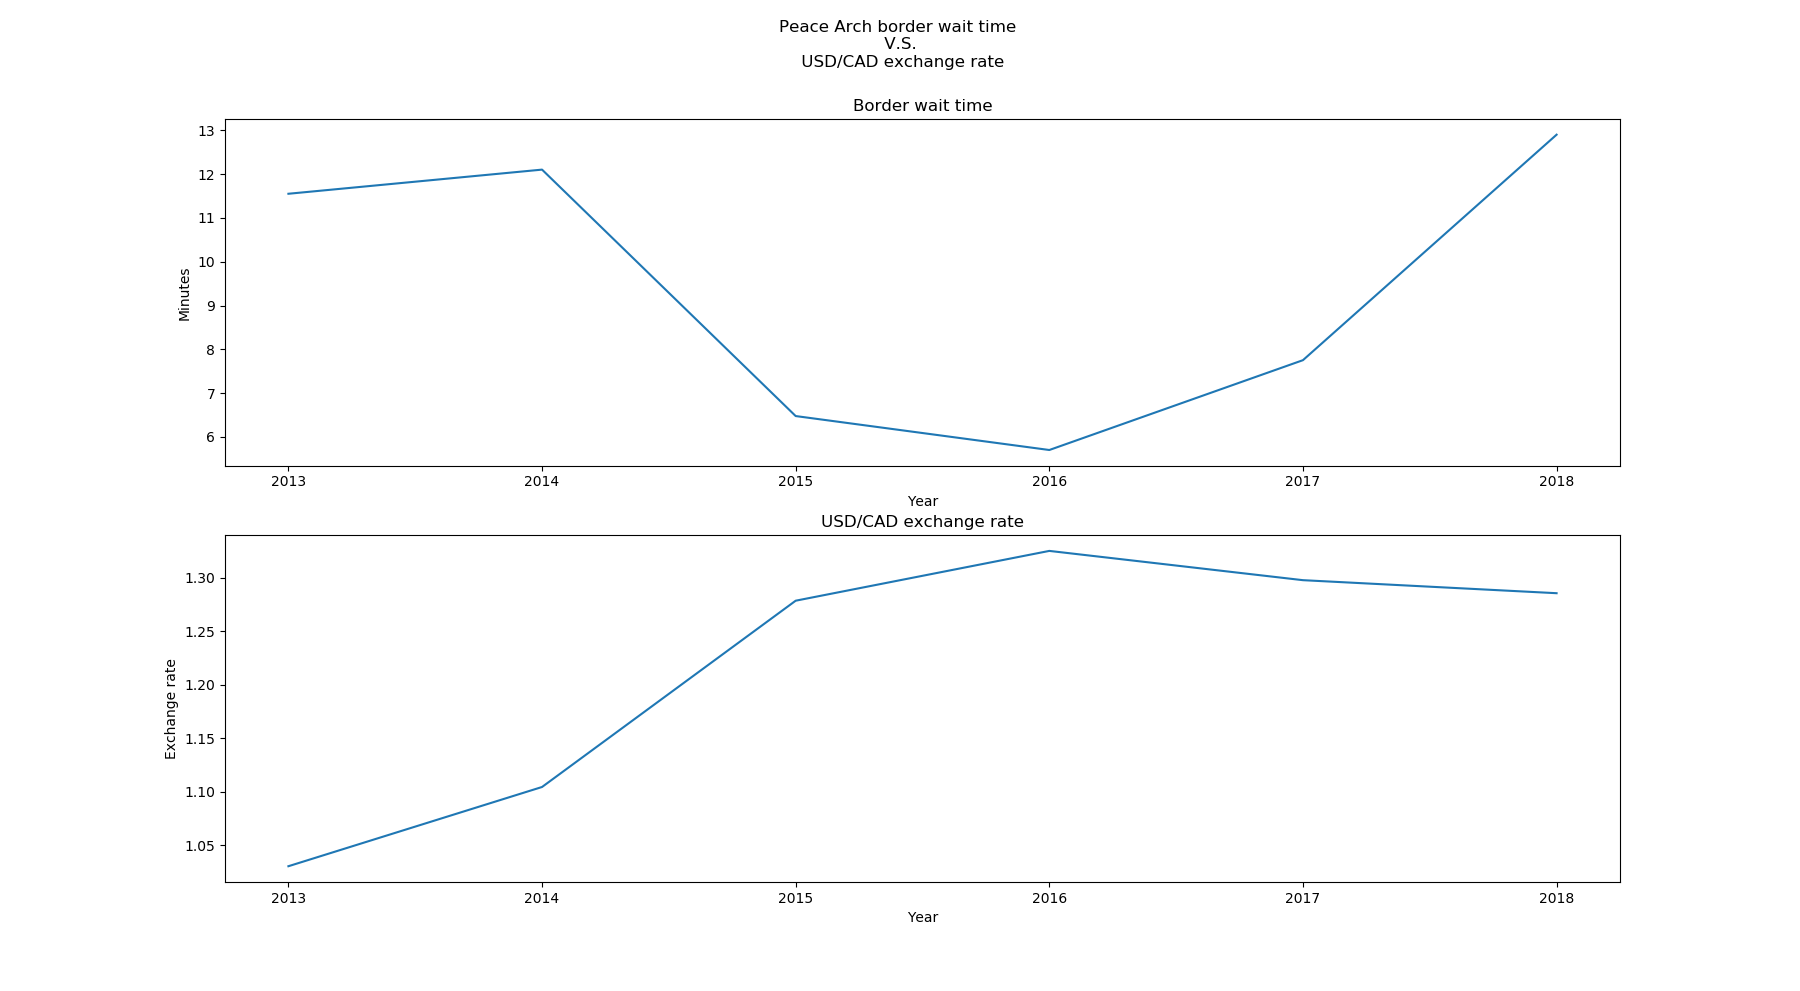 Peace Arch border wait time
V.S.
USD/CAD exchange rate
Border wait time
13
12
11
10
9
8
7
6
Minutes
2013 2014 2015 2016 2017 2018
Year
USD/CAD exchange rate
1.30
1.25
1.20
1.15
1.10
1.05
Exchange rate
2013 2014 2015 2016 2017 2018
Year